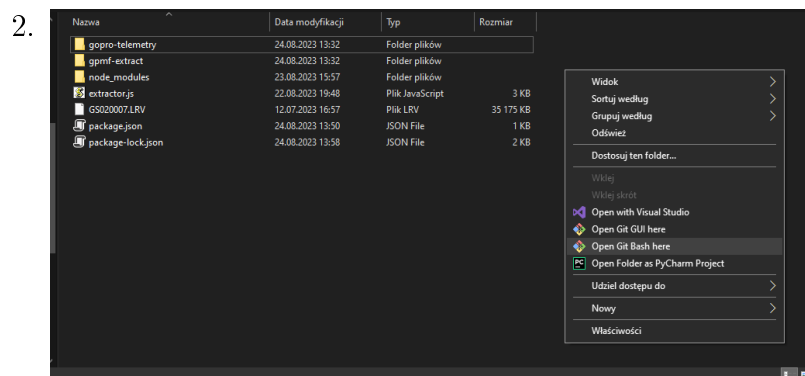 2.
Nazwa Data modyfikacji Typ Rozmiar
gopro-telemetry 24.08.2023 13:32 Folder plików
gpmf-extract 24.08.2023 13:32 Folder plików
node_modules 23.08.2023 15:57 Folder plików
extractor.js 22.08.2023 19:48 Plik JavaScript 3 KB
GS020007.LRV 12.07.2023 16:57 Plik LRV 35 175 KB
package.json 24.08.2023 13:50 JSON File 1 KB
package-lock.json 24.08.2023 13:58 JSON File 2 KB
Widok
Sortuj według
Grupuj według
Odśwież
Dostosuj ten folder...
Wklej
Wklej skrót
Open with Visual Studio
Open Git GUI here
Open Git Bash here
PC Open Folder as PyCharm Project
Udziel dostępu do
Nowy
Właściwości